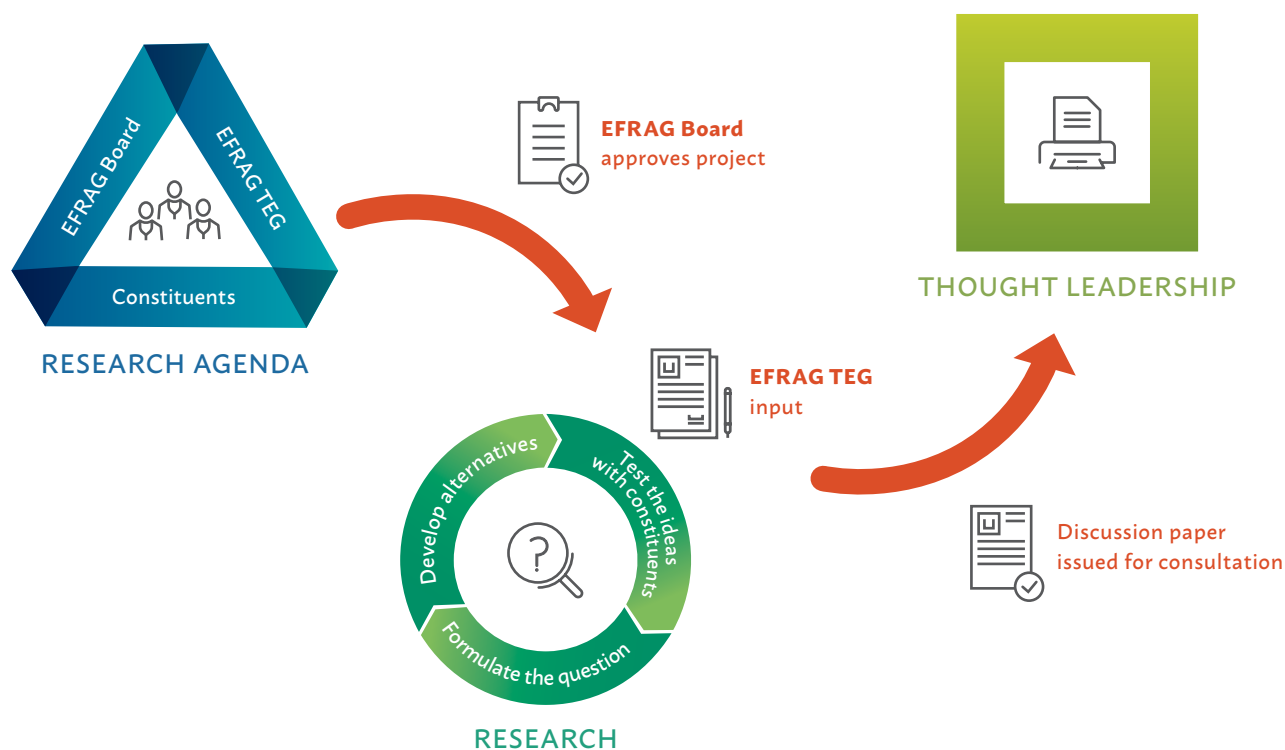 EFRAG Board
EFRAG TEG
Constituents
RESEARCH AGENDA
EFRAG Board
approves project
THOUGHT LEADERSHIP
EFRAG TEG
input
Develop alternatives
Test the ideas
with constituents
Formulate the question
RESEARCH
Discussion paper
issued for consultation